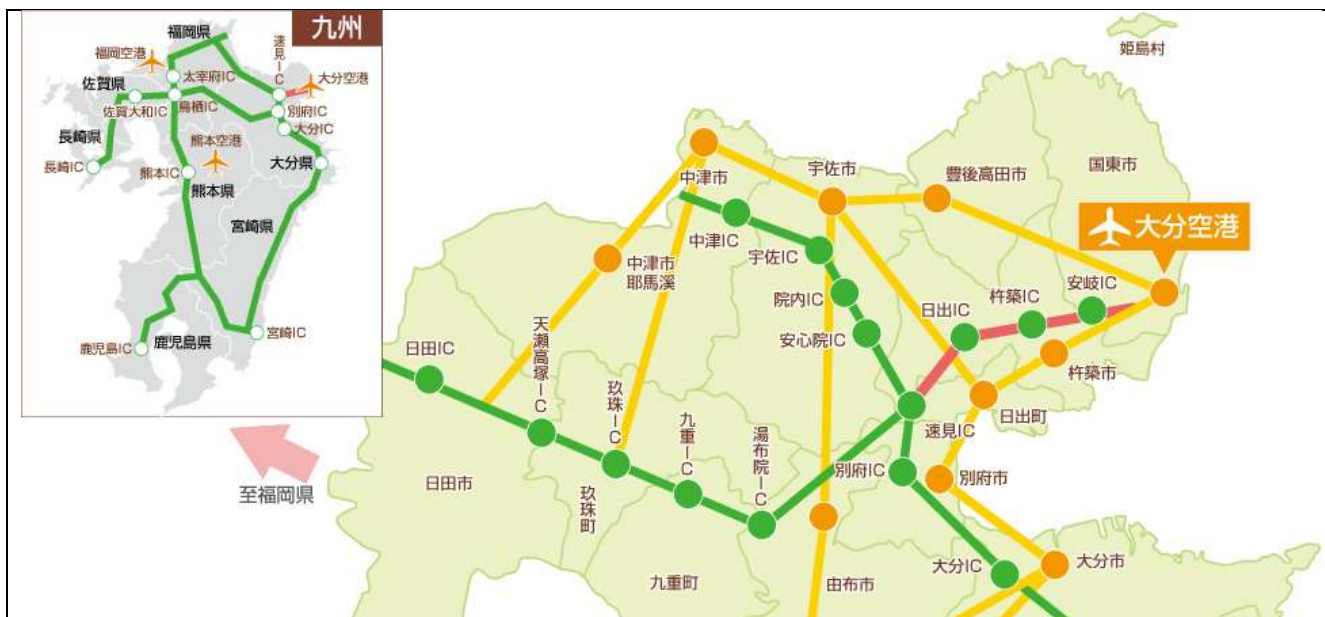 九州
福岡県
福岡空港
速見IC
大分空港
太宰府IC
佐賀県
佐賀大和IC
鳥栖IC
別府IC
大分IC
長崎県
熊本空港
長崎IC
熊本IC
大分県
熊本県
宮崎県
宮崎IC
鹿児島IC
鹿児島県
至福岡県
姫島村
中津市
宇佐市
豊後高田市
国東市
大分空港
中津IC
宇佐IC
中津市
耶馬溪
院内IC
日出IC
杵築IC
安岐IC
安心院IC
日田IC
天瀬高塚IC
杵築市
日出町
玖珠IC
九重IC
湯布院IC
速見IC
別府IC
別府市
日田市
玖珠町
九重町
由布市
大分IC
大分市